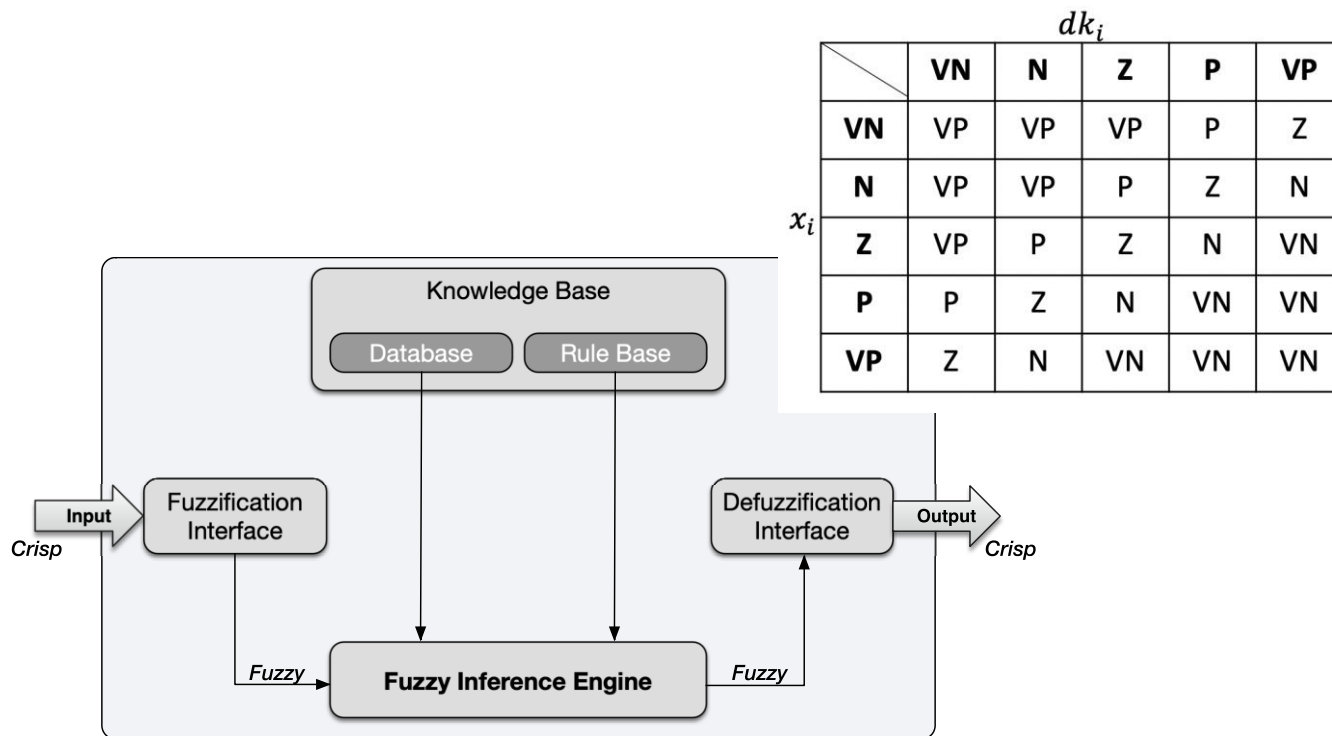 dk_i
VN N Z P VP
VN VP VP VP P Z
N VP VP P Z N
x_i
Z VP P Z N VN
P P Z N VN VN
VP Z N VN VN VN
Knowledge Base
Database Rule Base
Fuzzification
Interface
Defuzzification
Interface
Input
Output
Crisp
Crisp
Fuzzy
Fuzzy Inference Engine
Fuzzy